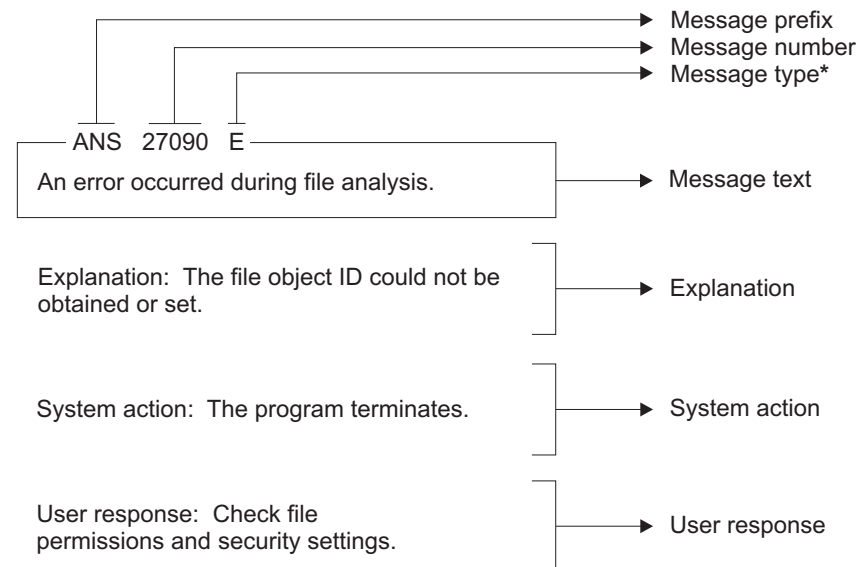 Message prefix
Message number
Message type*
ANS 27090 E
An error occurred during file analysis.
Message text
Explanation: The file object ID could not be
obtained or set.
Explanation
System action: The program terminates.
System action
User response: Check file
permissions and security settings.
User response